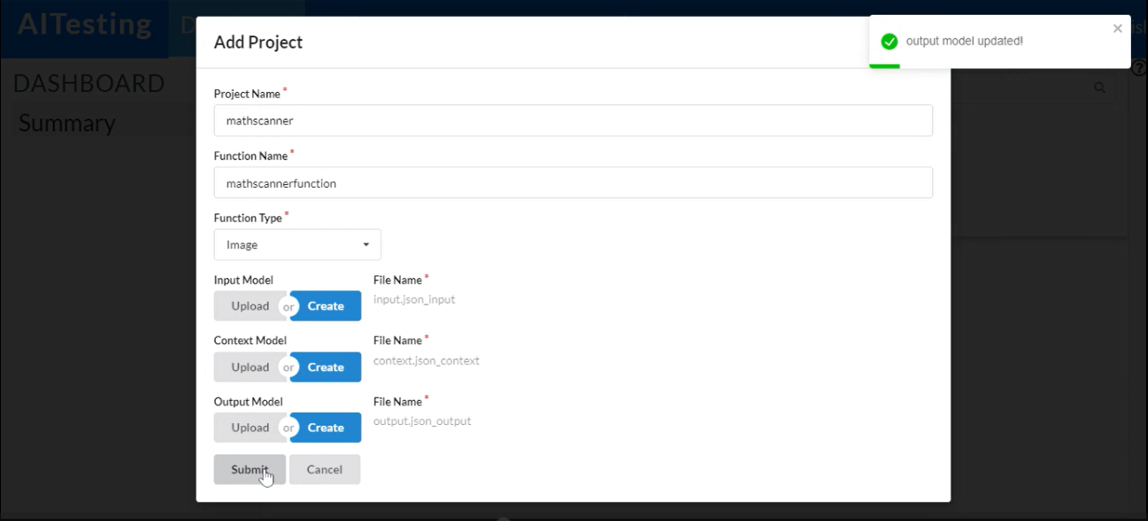 AITesting D
output model updated!
Add Project
DASHBOARD
Summary
Project Name *
mathscanner
Function Name *
mathscannerfunction
Function Type *
Image
Input Model File Name *
Upload or Create input.json_input
Context Model File Name *
Upload or Create context.json_context
Output Model File Name *
Upload or Create output.json_output
Submit Cancel